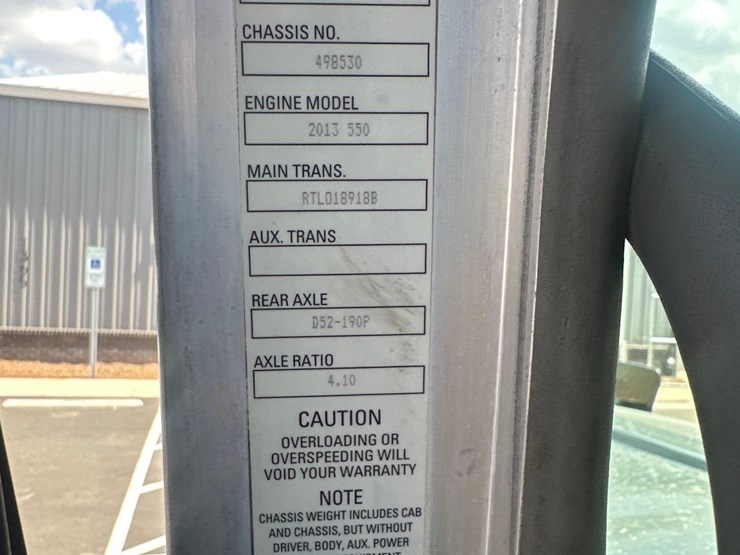 CHASSIS NO.
498530
ENGINE MODEL
2013 550
MAIN TRANS.
RTLO18918B
AUX. TRANS
REAR AXLE
D52-190P
AXLE RATIO
4.10
CAUTION
OVERLOADING OR
OVERSPEEDING WILL
VOID YOUR WARRANTY
NOTE
CHASSIS WEIGHT INCLUDES CAB
AND CHASSIS, BUT WITHOUT
DRIVER, BODY, AUX. POWER